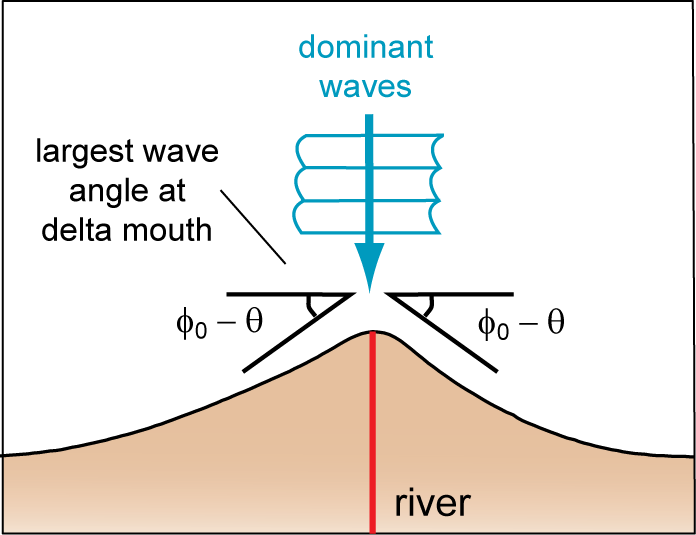 dominant
waves
largest wave
angle at
delta mouth
ϕ₀ − θ
ϕ₀ − θ
river